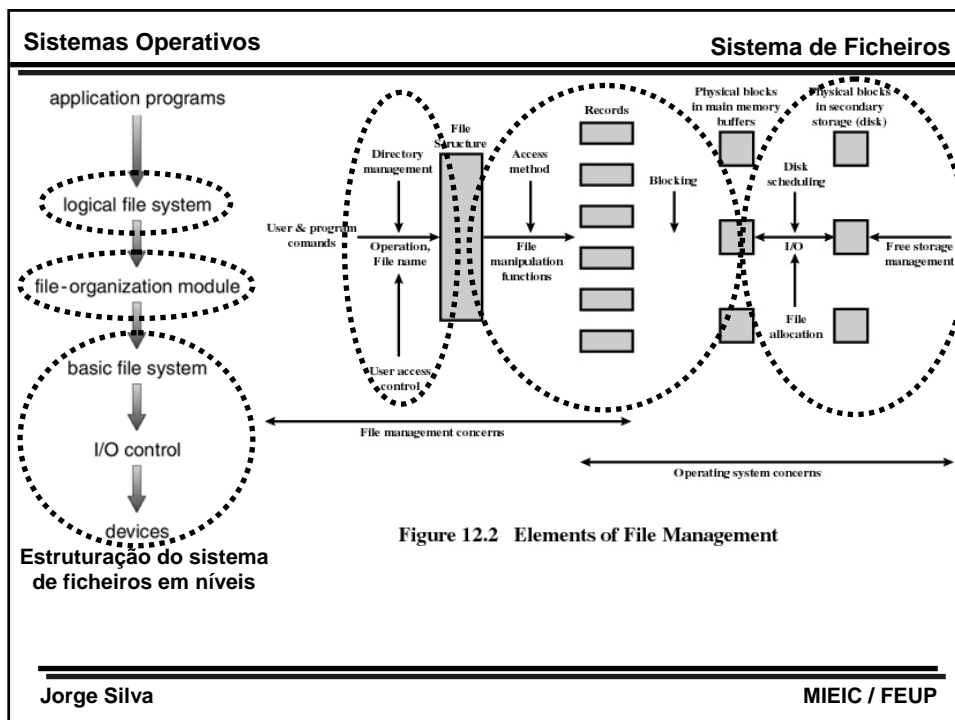 Sistemas Operativos
Sistema de Ficheiros
application programs
logical file system
file-organization module
basic file system
I/O control
devices
Estruturação do sistema
de ficheiros em níveis
User & program
comands
Directory
management
Operation,
File name
User access
control
File
Structure
Access
method
File
manipulation
functions
Records
Blocking
Physical blocks
in main memory
buffers
Physical blocks
in secondary
storage (disk)
Disk
scheduling
I/O
File
allocation
Free storage
management
File management concerns
Operating system concerns
Figure 12.2 Elements of File Management
Jorge Silva
MIEIC / FEUP